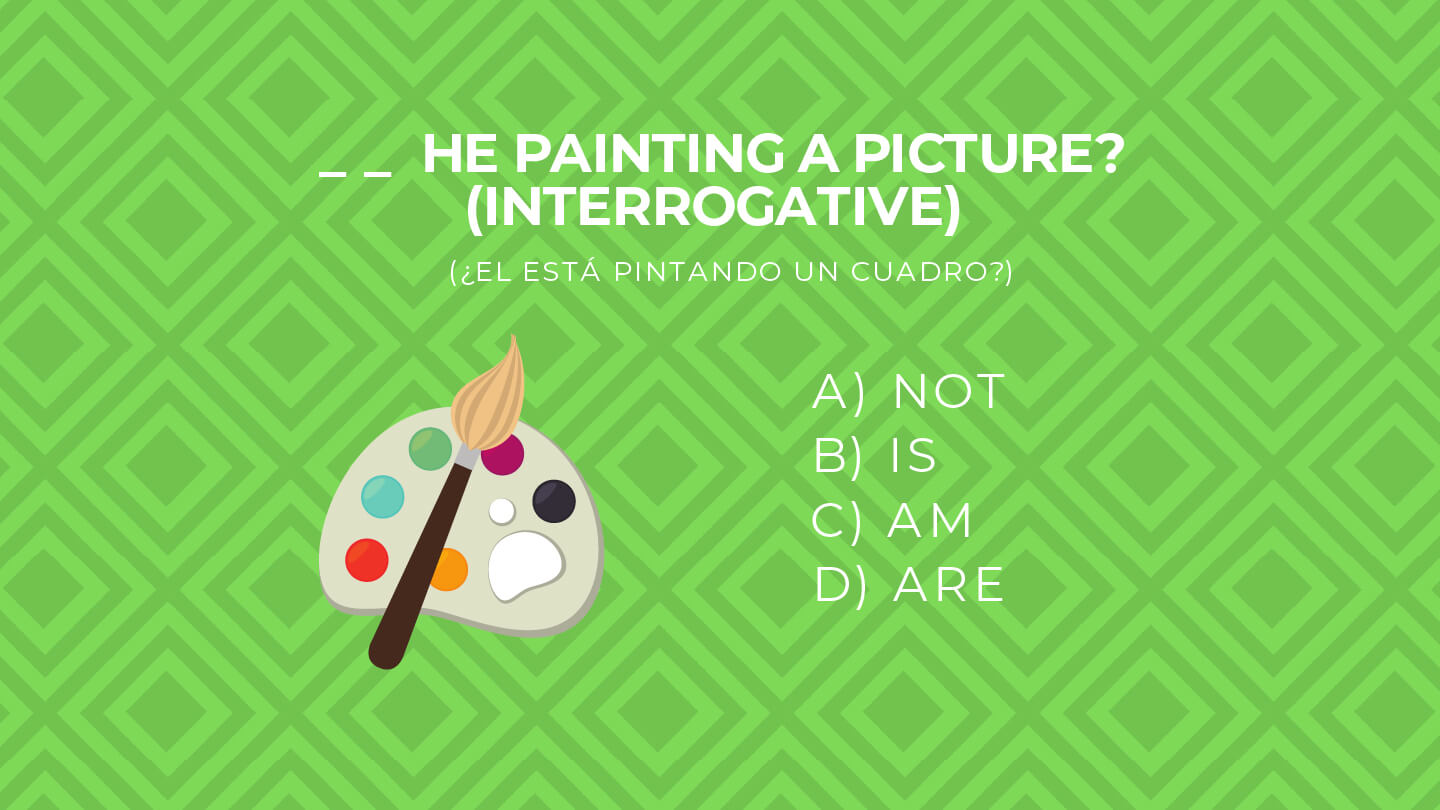 _ _ HE PAINTING A PICTURE?
(INTERROGATIVE)
(¿EL ESTÁ PINTANDO UN CUADRO?)
A) NOT
B) IS
C) AM
D) ARE